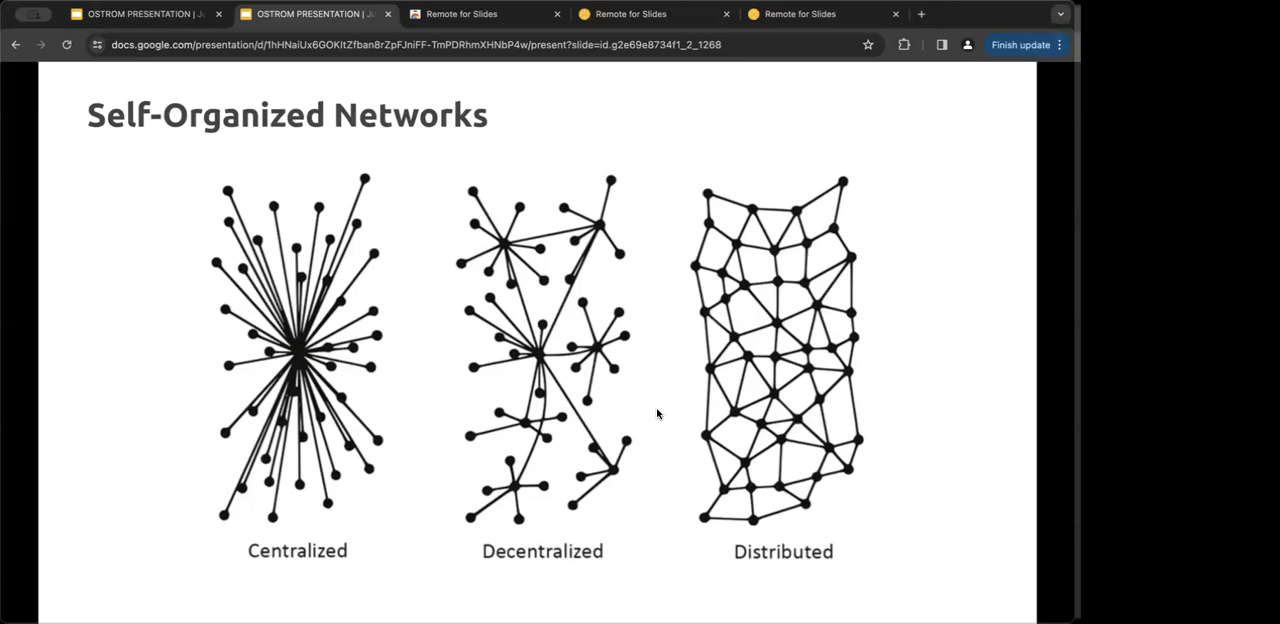 OSTROM PRESENTATION | Ju
OSTROM PRESENTATION | Ju
Remote for Slides
Remote for Slides
Remote for Slides
docs.google.com/presentation/d/1hHNaiUx6GOKItZfban8rZpFJniFF-TmPDRhmXHNbP4w/present?slide=id.g2e69e8734f1_2_1268
Finish update
Self-Organized Networks
Centralized
Decentralized
Distributed